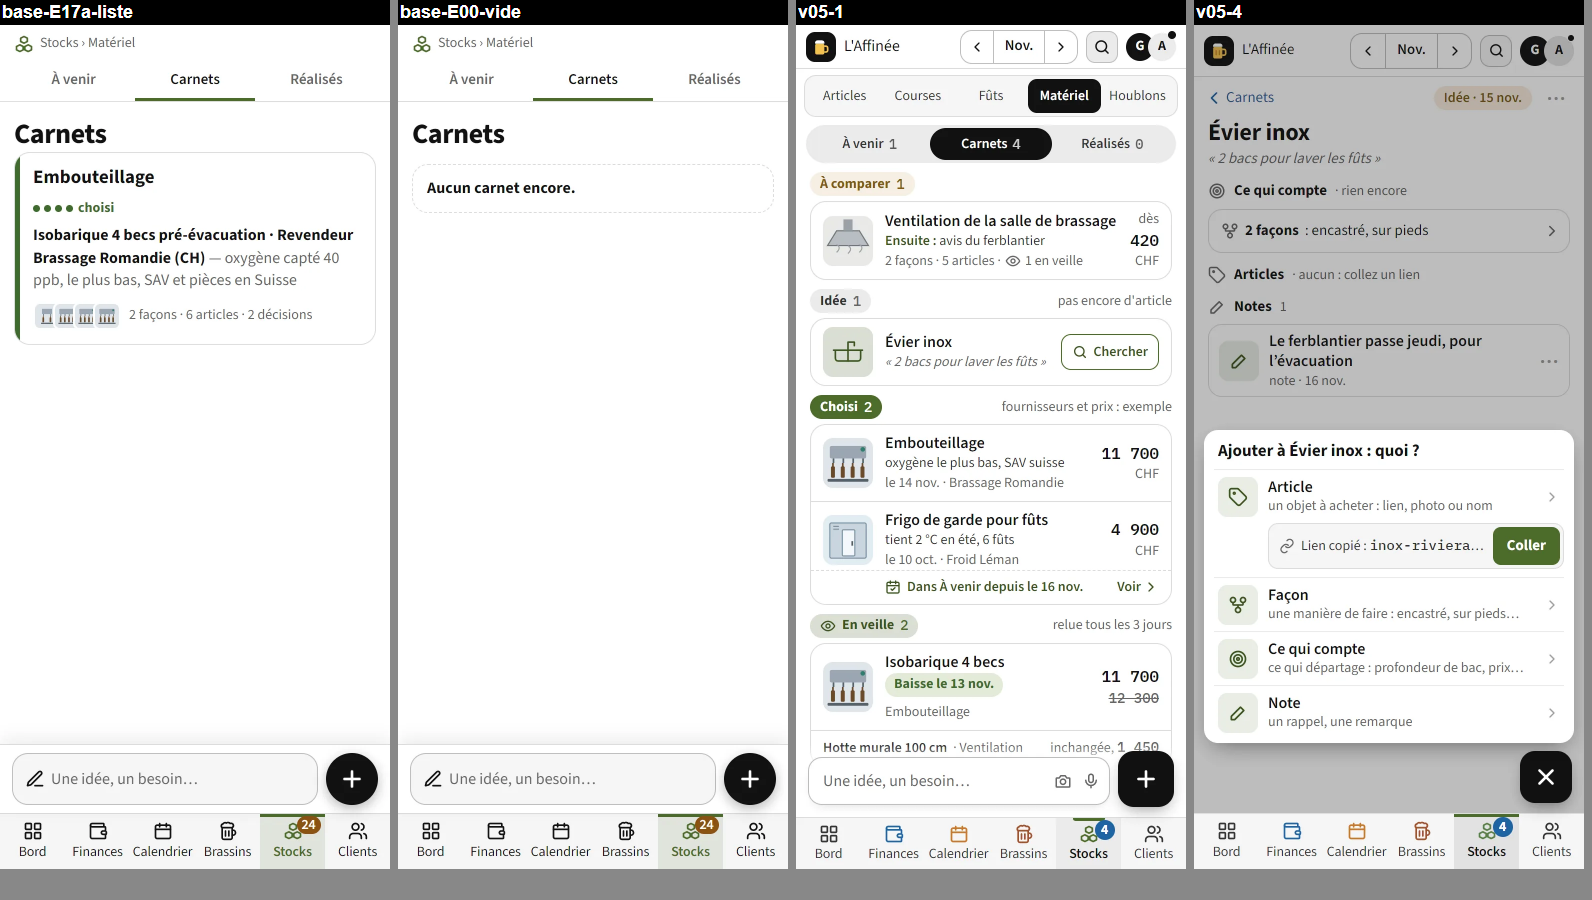 base-E17a-liste
Stocks › Matériel
À venir
Carnets
Réalisés
Carnets
Embouteillage
choisi
Isobarique 4 becs pré-évacuation · Revendeur
Brassage Romandie (CH) — oxygène capté 40
ppb, le plus bas, SAV et pièces en Suisse
2 façons · 6 articles · 2 décisions
Une idée, un besoin…
Bord
Finances
Calendrier
Brassins
24
Stocks
Clients
base-E00-vide
Stocks › Matériel
À venir
Carnets
Réalisés
Carnets
Aucun carnet encore.
Une idée, un besoin…
Bord
Finances
Calendrier
Brassins
24
Stocks
Clients
v05-1
L'Affinée
Nov.
G
A
Articles
Courses
Fûts
Matériel
Houblons
À venir 1
Carnets 4
Réalisés 0
À comparer 1
Ventilation de la salle de brassage
Ensuite : avis du ferblantier
2 façons · 5 articles · 1 en veille
dès
420
CHF
Idée 1
pas encore d'article
Évier inox
« 2 bacs pour laver les fûts »
Chercher
Choisi 2
fournisseurs et prix : exemple
Embouteillage
oxygène le plus bas, SAV suisse
le 14 nov. · Brassage Romandie
11 700
CHF
Frigo de garde pour fûts
tient 2 °C en été, 6 fûts
le 10 oct. · Froid Léman
4 900
CHF
Dans À venir depuis le 16 nov.
Voir
En veille 2
relue tous les 3 jours
Isobarique 4 becs
Baisse le 13 nov.
Embouteillage
11 700
12 300
Hotte murale 100 cm · Ventilation
inchangée, 1 450
Une idée, un besoin…
Bord
Finances
Calendrier
Brassins
4
Stocks
Clients
v05-4
L'Affinée
Nov.
G
A
Carnets
Idée · 15 nov.
Évier inox
« 2 bacs pour laver les fûts »
Ce qui compte · rien encore
2 façons : encastré, sur pieds
Articles · aucun : collez un lien
Notes 1
Le ferblantier passe jeudi, pour
l'évacuation
note · 16 nov.
Ajouter à Évier inox : quoi ?
Article
un objet à acheter : lien, photo ou nom
Lien copié : inox-riviera…
Coller
Façon
une manière de faire : encastré, sur pieds…
Ce qui compte
ce qui départage : profondeur de bac, prix…
Note
un rappel, une remarque
Bord
Finances
Calendrier
Brassins
4
Stocks
Clients